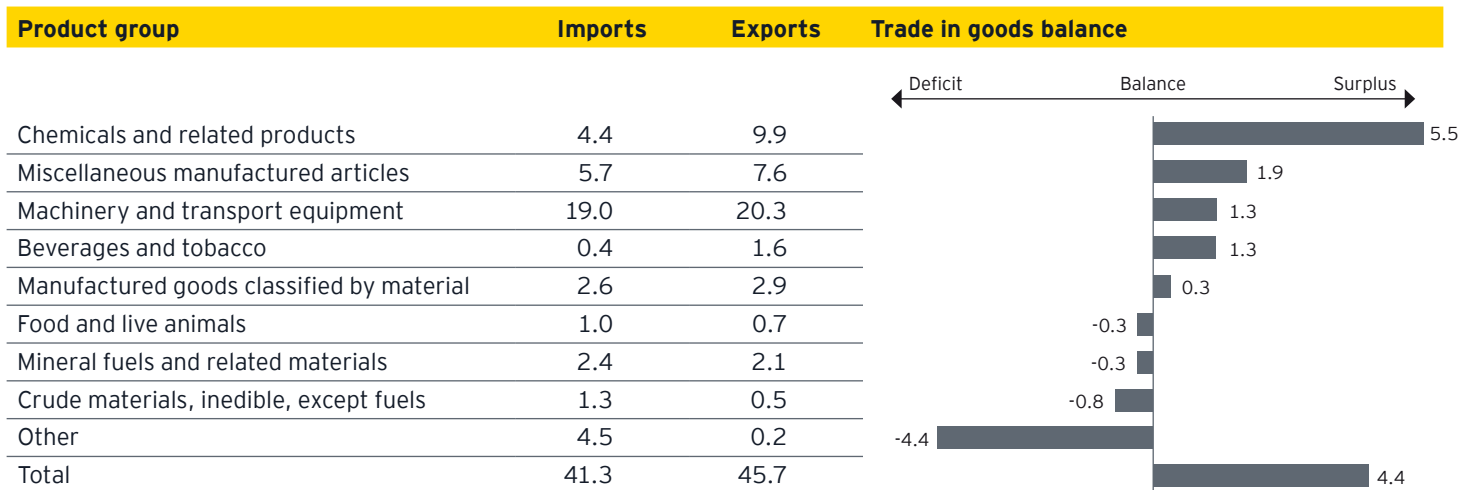 Product group Imports Exports Trade in goods balance
Deficit Balance Surplus
Chemicals and related products 4.4 9.9 5.5
Miscellaneous manufactured articles 5.7 7.6 1.9
Machinery and transport equipment 19.0 20.3 1.3
Beverages and tobacco 0.4 1.6 1.3
Manufactured goods classified by material 2.6 2.9 0.3
Food and live animals 1.0 0.7 -0.3
Mineral fuels and related materials 2.4 2.1 -0.3
Crude materials, inedible, except fuels 1.3 0.5 -0.8
Other 4.5 0.2 -4.4
Total 41.3 45.7 4.4